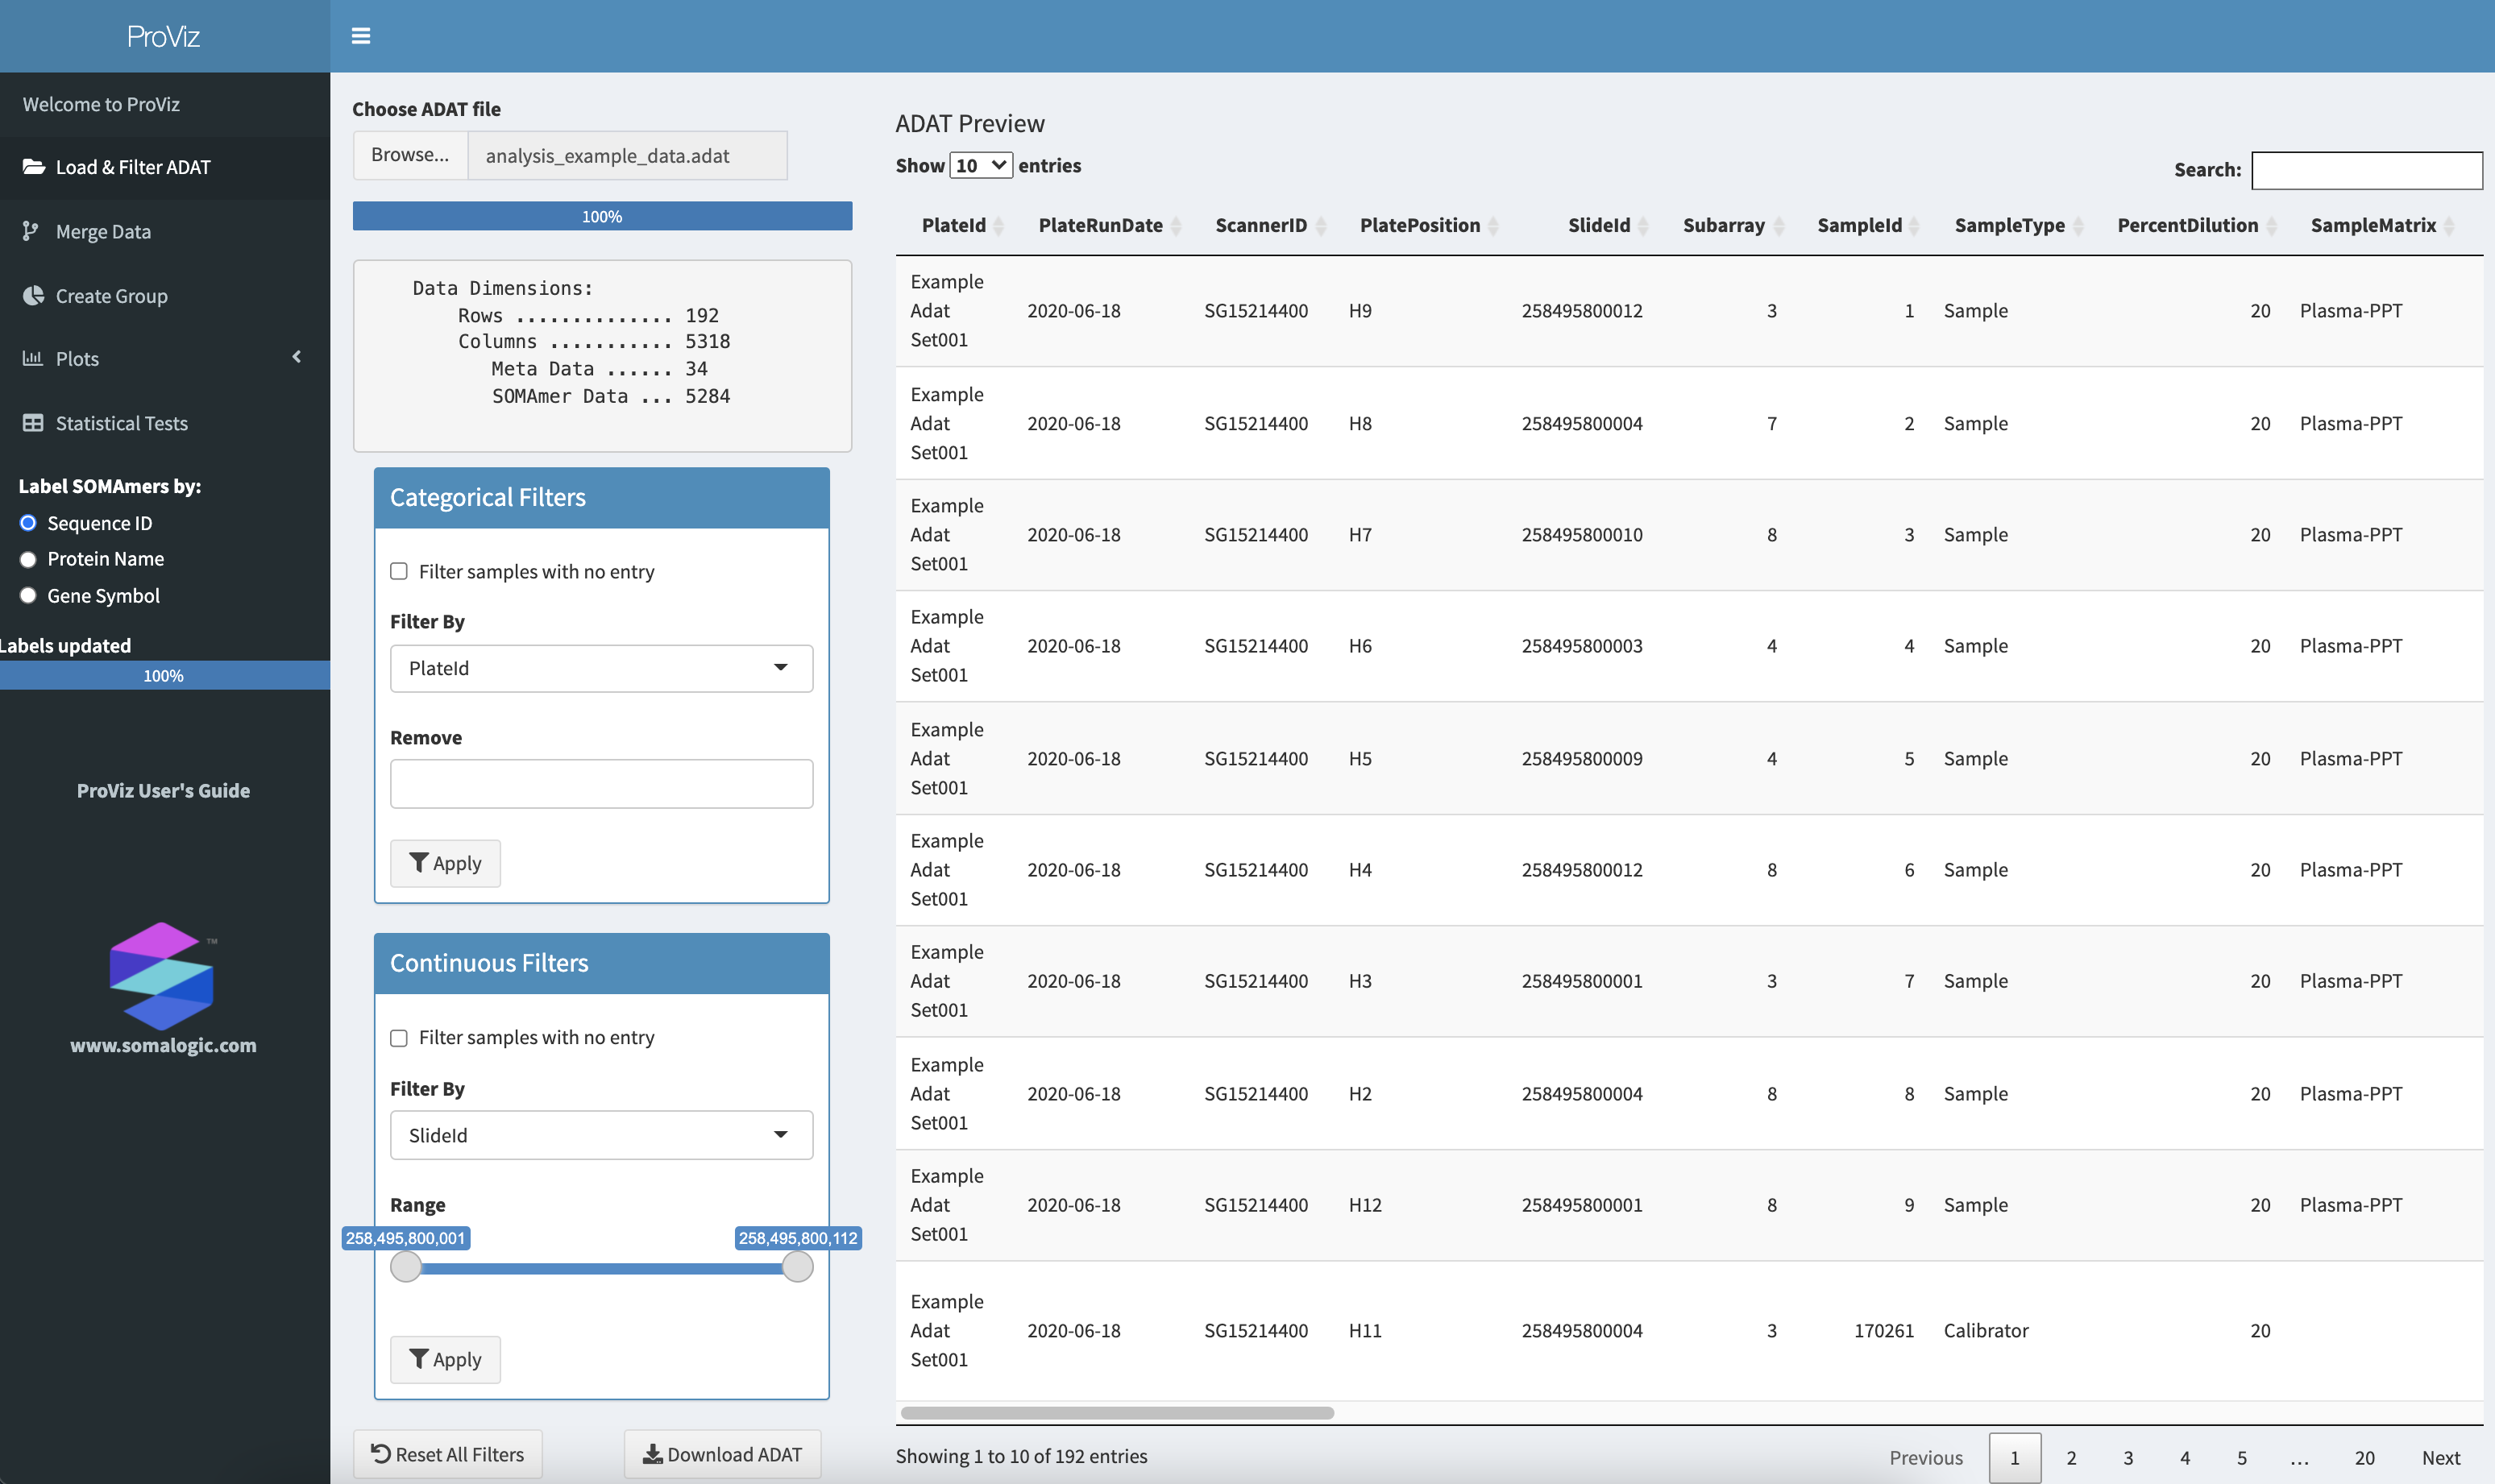 ProViz
Welcome to ProViz
Load & Filter ADAT
Merge Data
Create Group
Plots
Statistical Tests
Label SOMAmers by:
Sequence ID
Protein Name
Gene Symbol
Labels updated
100%
ProViz User's Guide
™
www.somalogic.com
Choose ADAT file
Browse... analysis_example_data.adat
100%
Data Dimensions:
Rows .............. 192
Columns ........... 5318
Meta Data ...... 34
SOMAmer Data ... 5284
Categorical Filters
Filter samples with no entry
Filter By
PlateId
Remove
Apply
Continuous Filters
Filter samples with no entry
Filter By
SlideId
Range
258,495,800,001 258,495,800,112
Apply
Reset All Filters Download ADAT
ADAT Preview
Show 10 entries
Search:
PlateId PlateRunDate ScannerID PlatePosition SlideId Subarray SampleId SampleType PercentDilution SampleMatrix
Example
Adat 2020-06-18 SG15214400 H9 258495800012 3 1 Sample 20 Plasma-PPT
Set001
Example
Adat 2020-06-18 SG15214400 H8 258495800004 7 2 Sample 20 Plasma-PPT
Set001
Example
Adat 2020-06-18 SG15214400 H7 258495800010 8 3 Sample 20 Plasma-PPT
Set001
Example
Adat 2020-06-18 SG15214400 H6 258495800003 4 4 Sample 20 Plasma-PPT
Set001
Example
Adat 2020-06-18 SG15214400 H5 258495800009 4 5 Sample 20 Plasma-PPT
Set001
Example
Adat 2020-06-18 SG15214400 H4 258495800012 8 6 Sample 20 Plasma-PPT
Set001
Example
Adat 2020-06-18 SG15214400 H3 258495800001 3 7 Sample 20 Plasma-PPT
Set001
Example
Adat 2020-06-18 SG15214400 H2 258495800004 8 8 Sample 20 Plasma-PPT
Set001
Example
Adat 2020-06-18 SG15214400 H12 258495800001 8 9 Sample 20 Plasma-PPT
Set001
Example
Adat 2020-06-18 SG15214400 H11 258495800004 3 170261 Calibrator 20
Set001
Showing 1 to 10 of 192 entries
Previous 1 2 3 4 5 … 20 Next